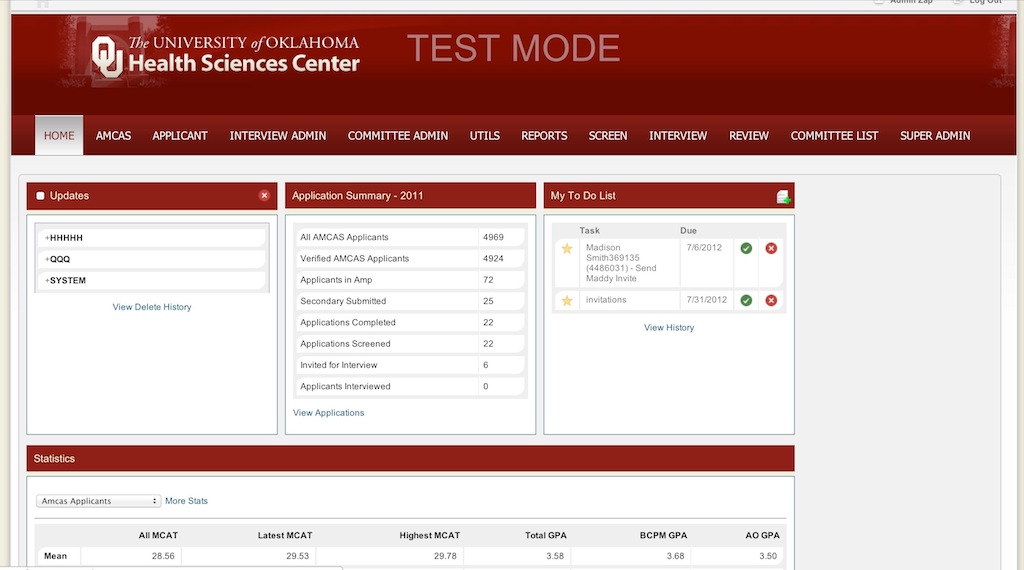 Admin Zap Log Out
The UNIVERSITY of OKLAHOMA
Health Sciences Center
TEST MODE
HOME AMCAS APPLICANT INTERVIEW ADMIN COMMITTEE ADMIN UTILS REPORTS SCREEN INTERVIEW REVIEW COMMITTEE LIST SUPER ADMIN
Updates
+HHHHH
+QQQ
+SYSTEM
View Delete History
Application Summary - 2011
All AMCAS Applicants 4969
Verified AMCAS Applicants 4924
Applicants in Amp 72
Secondary Submitted 25
Applications Completed 22
Applications Screened 22
Invited for Interview 6
Applicants Interviewed 0
View Applications
My To Do List
Task Due
Madison 7/6/2012
Smith369135
(4486031) - Send
Maddy Invite
invitations 7/31/2012
View History
Statistics
Amcas Applicants More Stats
All MCAT Latest MCAT Highest MCAT Total GPA BCPM GPA AO GPA
Mean 28.56 29.53 29.78 3.58 3.68 3.50